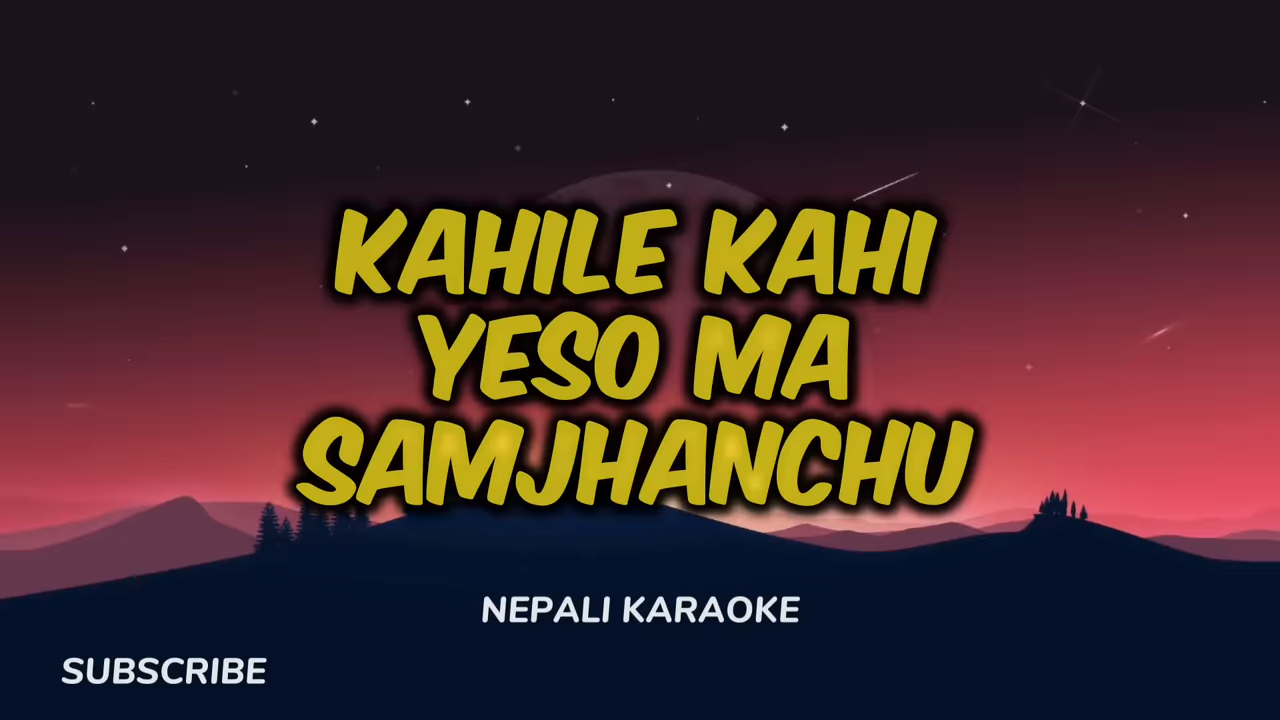 KAHILE KAHI
YESO MA
SAMJHANCHU
NEPALI KARAOKE
SUBSCRIBE